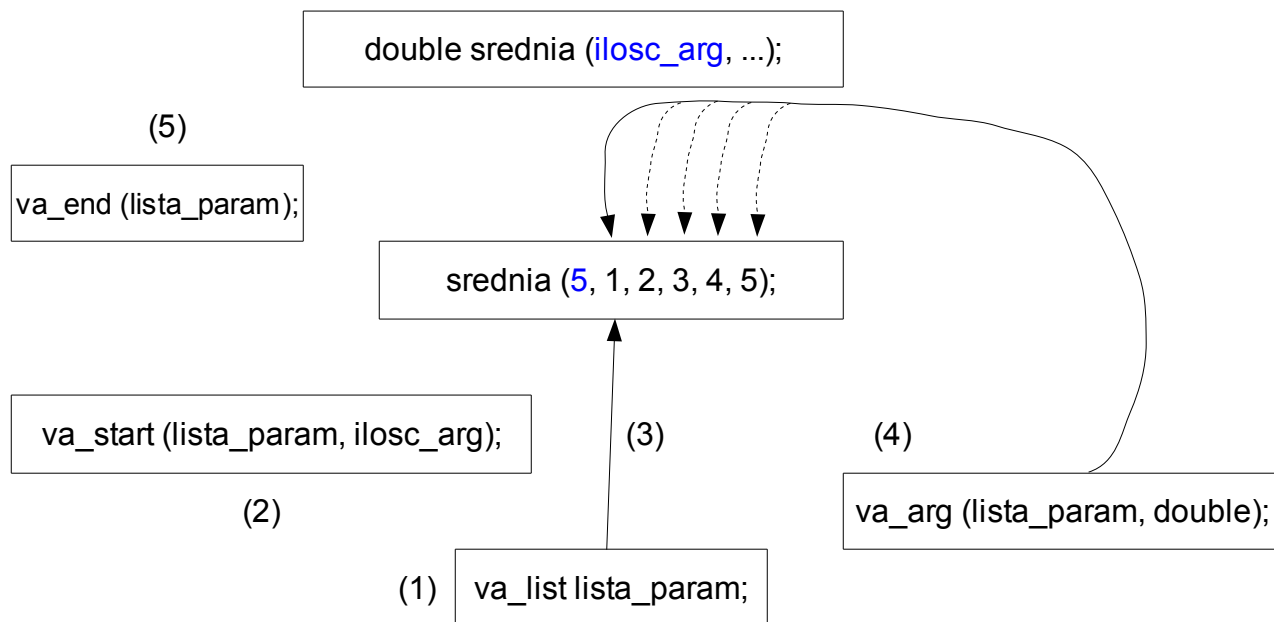 double srednia (ilosc_arg, ...);
(5)
va_end (lista_param);
srednia (5, 1, 2, 3, 4, 5);
va_start (lista_param, ilosc_arg);
(3)
(4)
(2)
va_arg (lista_param, double);
(1)
va_list lista_param;